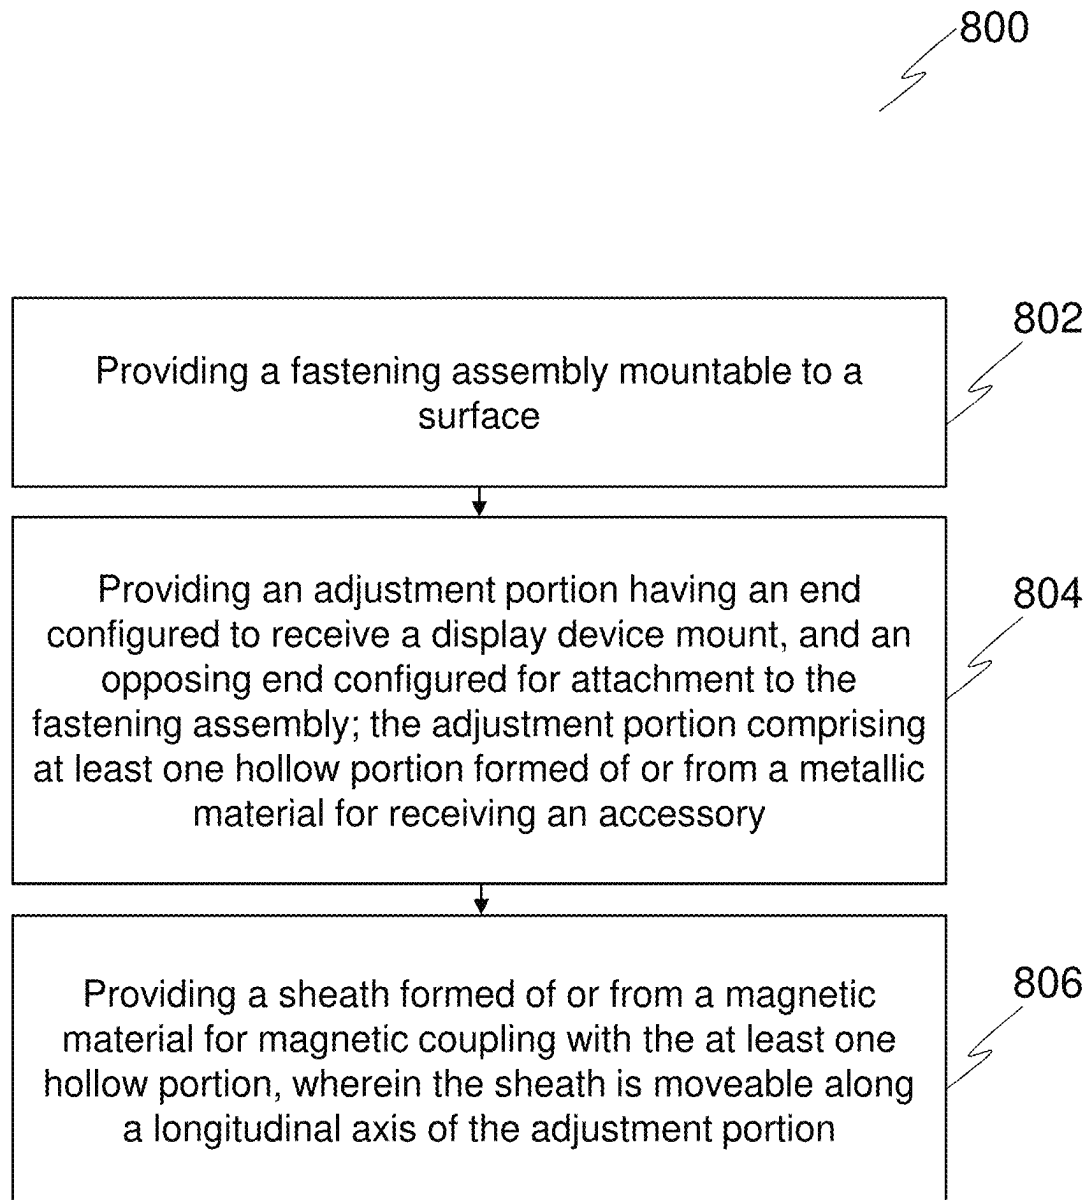 800
802
Providing a fastening assembly mountable to a
surface
804
Providing an adjustment portion having an end
configured to receive a display device mount, and an
opposing end configured for attachment to the
fastening assembly; the adjustment portion comprising
at least one hollow portion formed of or from a metallic
material for receiving an accessory
806
Providing a sheath formed of or from a magnetic
material for magnetic coupling with the at least one
hollow portion, wherein the sheath is moveable along
a longitudinal axis of the adjustment portion